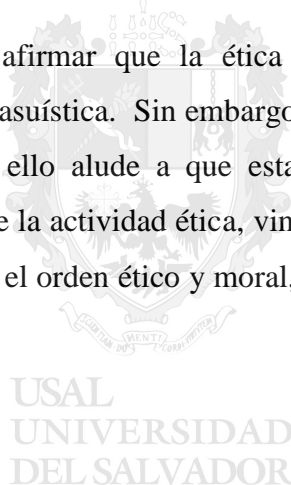 afirmar que la ética
asuística. Sin embargo
ello alude a que esta
e la actividad ética, vin
el orden ético y moral,
USAL
UNIVERSIDAD
DEL SALVADOR